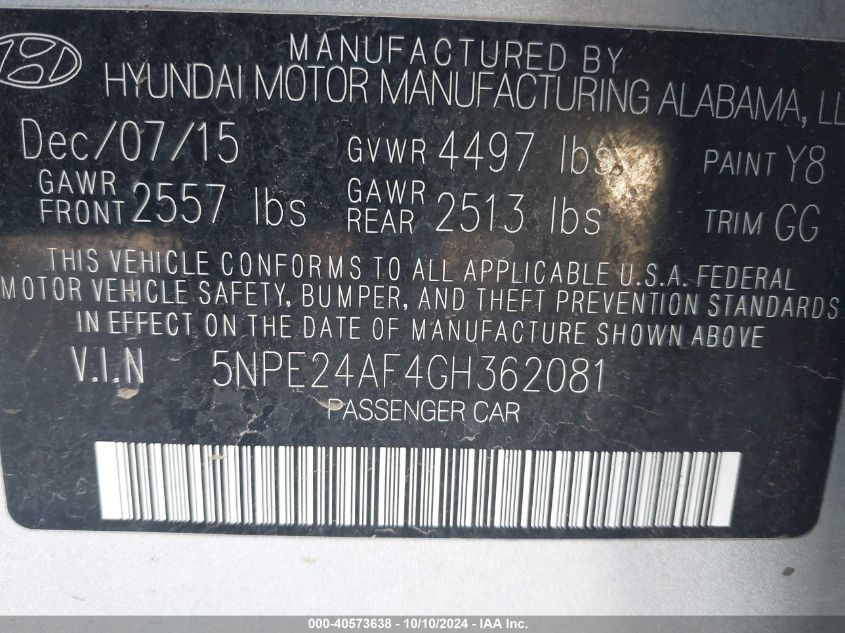 MANUFACTURED BY
HYUNDAI MOTOR MANUFACTURING ALABAMA, LL
Dec/07/15 GVWR 4497 lbs PAINT Y8
GAWR FRONT 2557 lbs GAWR REAR 2513 lbs TRIM GG
THIS VEHICLE CONFORMS TO ALL APPLICABLE U.S.A. FEDERAL
MOTOR VEHICLE SAFETY, BUMPER, AND THEFT PREVENTION STANDARDS
IN EFFECT ON THE DATE OF MANUFACTURE SHOWN ABOVE.
V.I.N 5NPE24AF4GH362081
PASSENGER CAR
000-40573638 - 10/10/2024 - IAA Inc.